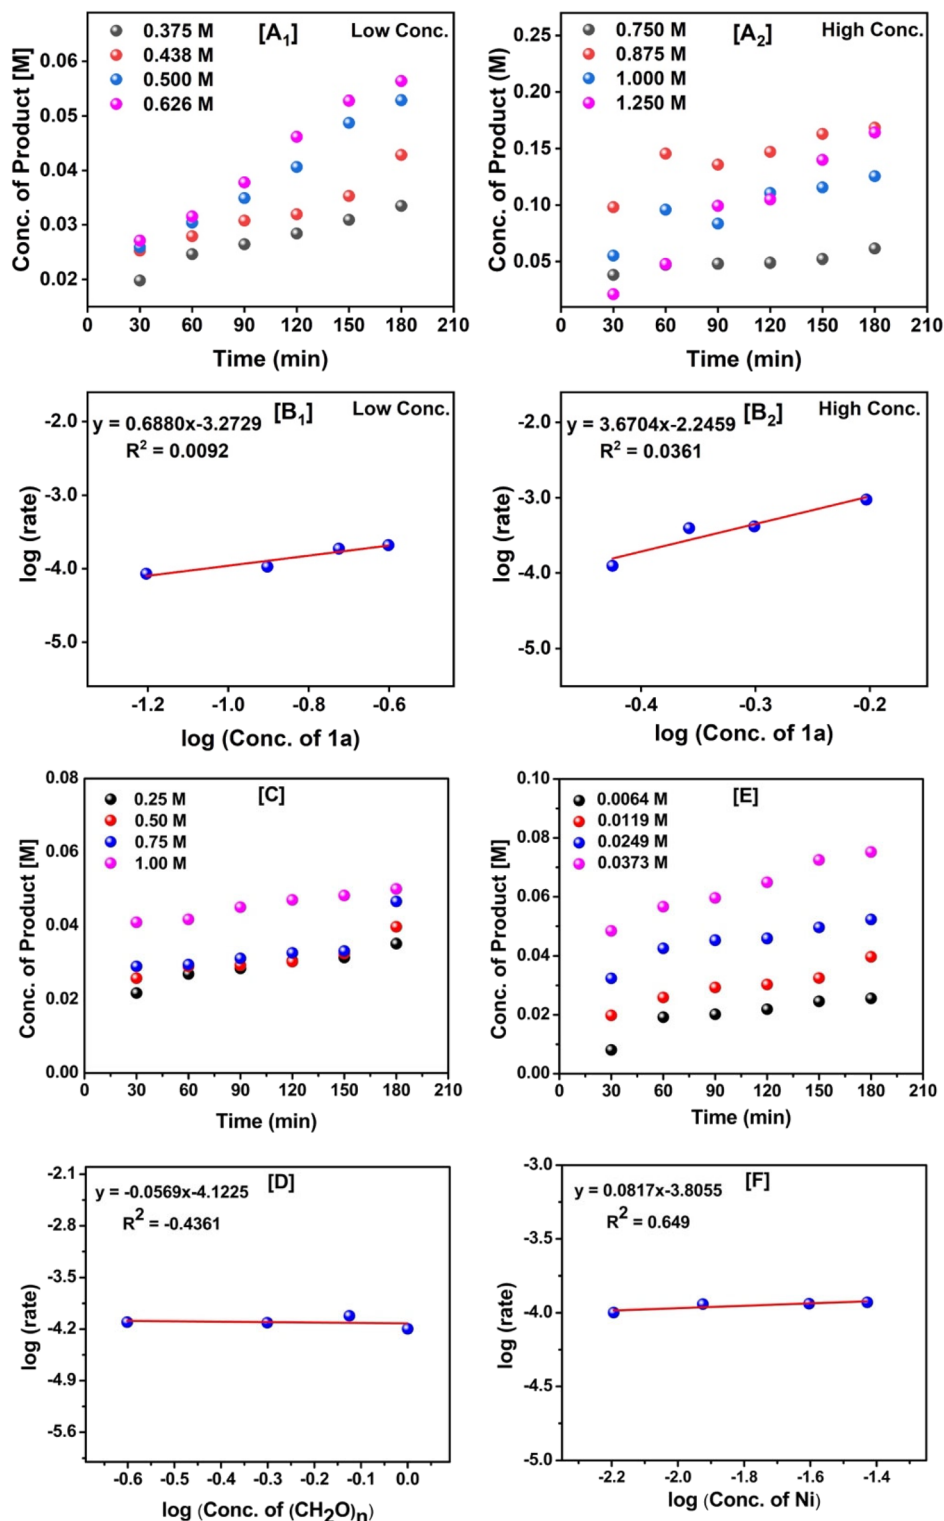 [A1]
Low Conc.
0.375 M
0.438 M
0.500 M
0.626 M
Conc. of Product [M]
0.06
0.05
0.04
0.03
0.02
0 30 60 90 120 150 180 210
Time (min)
[A2]
High Conc.
0.750 M
0.875 M
1.000 M
1.250 M
Conc. of Product (M)
0.25
0.20
0.15
0.10
0.05
0 30 60 90 120 150 180 210
Time (min)
[B1]
Low Conc.
y = 0.6880x-3.2729
R2 = 0.0092
log (rate)
-2.0
-3.0
-4.0
-5.0
-1.2 -1.0 -0.8 -0.6
log (Conc. of 1a)
[B2]
High Conc.
y = 3.6704x-2.2459
R2 = 0.0361
log (rate)
-2.0
-3.0
-4.0
-5.0
-0.4 -0.3 -0.2
log (Conc. of 1a)
[C]
0.25 M
0.50 M
0.75 M
1.00 M
Conc. of Product [M]
0.08
0.06
0.04
0.02
0.00
0 30 60 90 120 150 180 210
Time (min)
[E]
0.0064 M
0.0119 M
0.0249 M
0.0373 M
Conc. of Product [M]
0.10
0.08
0.06
0.04
0.02
0.00
0 30 60 90 120 150 180 210
Time (min)
[D]
y = -0.0569x-4.1225
R2 = -0.4361
log (rate)
-2.1
-2.8
-3.5
-4.2
-4.9
-5.6
-0.6 -0.5 -0.4 -0.3 -0.2 -0.1 0.0
log (Conc. of (CH2O)n)
[F]
y = 0.0817x-3.8055
R2 = 0.649
log (rate)
-3.0
-3.5
-4.0
-4.5
-5.0
-2.2 -2.0 -1.8 -1.6 -1.4
log (Conc. of Ni)